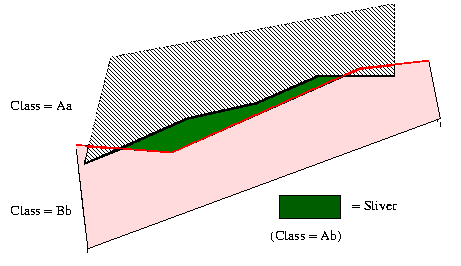 Class = Aa
Class = Bb
= Sliver
(Class = Ab)